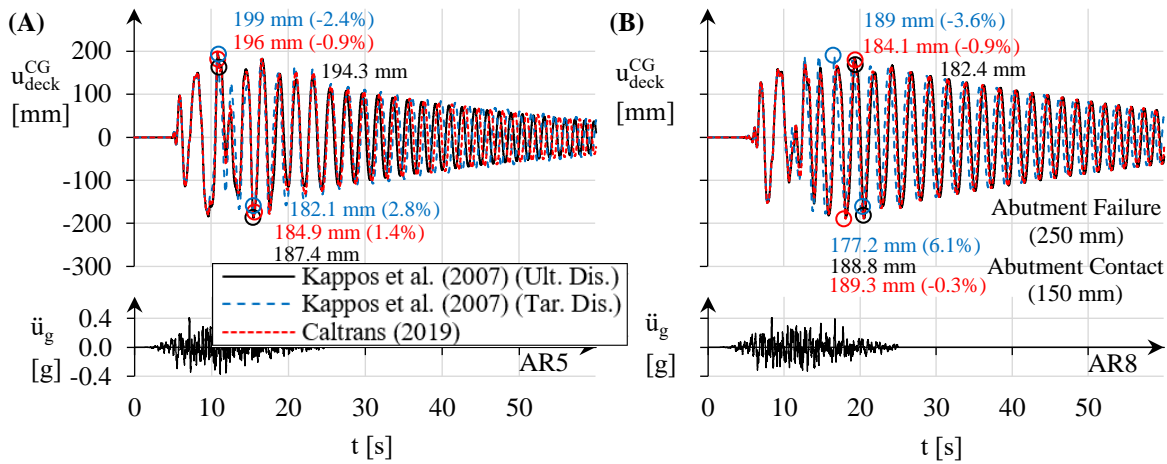 (A)
199 mm (-2.4%)
196 mm (-0.9%)
194.3 mm
200
100
0
-100
-200
-300
u_deck^CG
[mm]
182.1 mm (2.8%)
184.9 mm (1.4%)
187.4 mm
Kappos et al. (2007) (Ult. Dis.)
Kappos et al. (2007) (Tar. Dis.)
Caltrans (2019)
0.4
0.0
-0.4
ü_g
[g]
AR5
0 10 20 30 40 50
t [s]
(B)
189 mm (-3.6%)
184.1 mm (-0.9%)
182.4 mm
u_deck^CG
[mm]
177.2 mm (6.1%)
188.8 mm
189.3 mm (-0.3%)
Abutment Failure
(250 mm)
Abutment Contact
(150 mm)
ü_g
[g]
AR8
0 10 20 30 40 50
t [s]